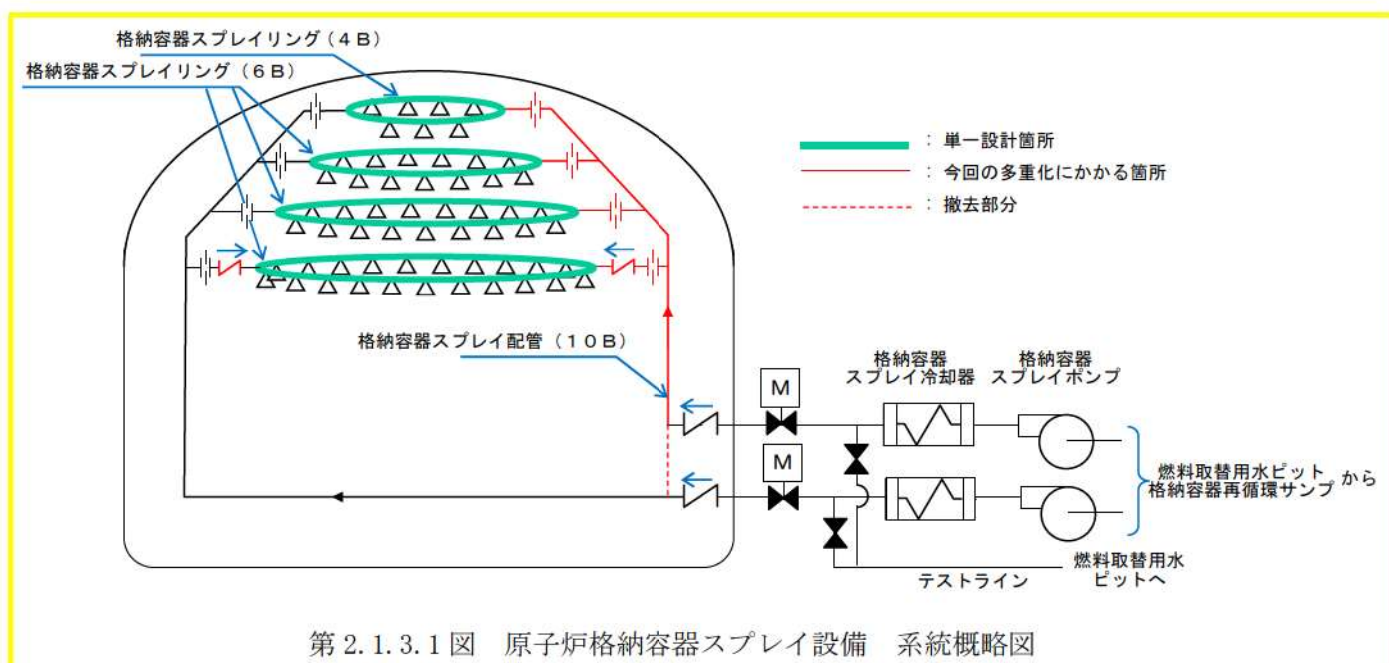 格納容器スプレイリング（４Ｂ）
格納容器スプレイリング（６Ｂ）
：単一設計箇所
：今回の多重化にかかる箇所
：撤去部分
格納容器スプレイ配管（１０Ｂ）
格納容器
スプレイ冷却器
格納容器
スプレイポンプ
M
M
燃料取替用水ピット
格納容器再循環サンプ
から
テストライン
燃料取替用水
ピットへ
第 2.1.3.1 図　原子炉格納容器スプレイ設備　系統概略図